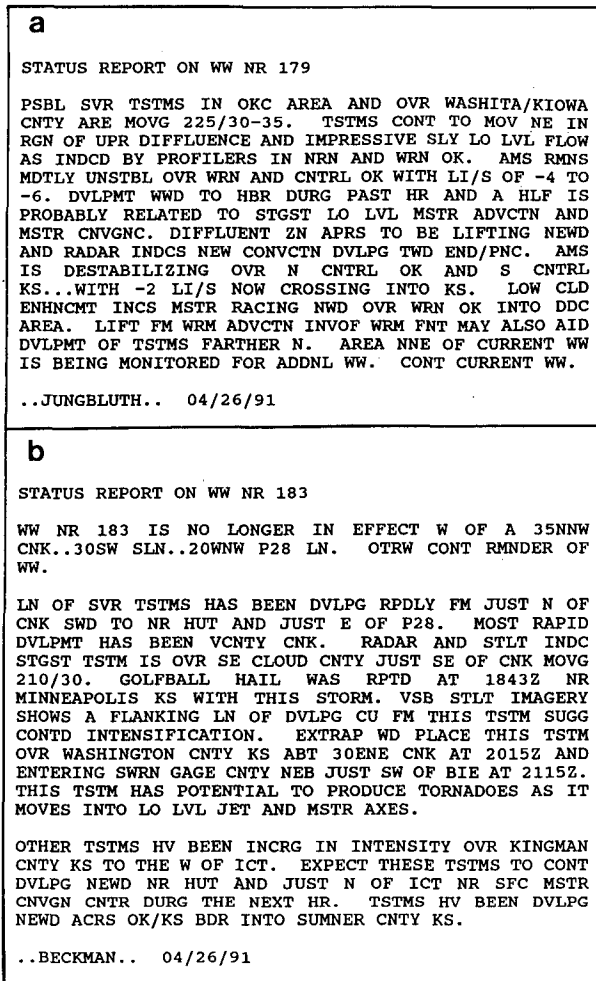 a
STATUS REPORT ON WW NR 179
PSBL SVR TSTMS IN OKC AREA AND OVR WASHITA/KIOWA
CNTY ARE MOVG 225/30-35. TSTMS CONT TO MOV NE IN
RGN OF UPR DIFFLUENCE AND IMPRESSIVE SLY LO LVL FLOW
AS INDCD BY PROFILERS IN NRN AND WRN OK. AMS RMNS
MDTLY UNSTBL OVR WRN AND CNTRL OK WITH LI/S OF -4 TO
-6. DVLPMT WWD TO HBR DURG PAST HR AND A HLF IS
PROBABLY RELATED TO STGST LO LVL MSTR ADVCTN AND
MSTR CNVGNC. DIFFLUENT ZN APRS TO BE LIFTING NEWD
AND RADAR INDCS NEW CONVCTN DVLPG TWD END/PNC. AMS
IS DESTABILIZING OVR N CNTRL OK AND S CNTRL
KS...WITH -2 LI/S NOW CROSSING INTO KS. LOW CLD
ENHNCMT INCS MSTR RACING NWD OVR WRN OK INTO DDC
AREA. LIFT FM WRM ADVCTN INVOF WRM FNT MAY ALSO AID
DVLPMT OF TSTMS FARTHER N. AREA NNE OF CURRENT WW
IS BEING MONITORED FOR ADDNL WW. CONT CURRENT WW.
..JUNGBLUTH.. 04/26/91
b
STATUS REPORT ON WW NR 183
WW NR 183 IS NO LONGER IN EFFECT W OF A 35NNW
CNK..30SW SLN..20WNW P28 LN. OTRW CONT RMNDER OF
WW.
LN OF SVR TSTMS HAS BEEN DVLPG RPDLY FM JUST N OF
CNK SWD TO NR HUT AND JUST E OF P28. MOST RAPID
DVLPMT HAS BEEN VCNTY CNK. RADAR AND STLT INDC
STGST TSTM IS OVR SE CLOUD CNTY JUST SE OF CNK MOVG
210/30. GOLFBALL HAIL WAS RPTD AT 1843Z NR
MINNEAPOLIS KS WITH THIS STORM. VSB STLT IMAGERY
SHOWS A FLANKING LN OF DVLPG CU FM THIS TSTM SUGG
CONTD INTENSIFICATION. EXTRAP WD PLACE THIS TSTM
OVR WASHINGTON CNTY KS ABT 30ENE CNK AT 2015Z AND
ENTERING SWRN GAGE CNTY NEB JUST SW OF BIE AT 2115Z.
THIS TSTM HAS POTENTIAL TO PRODUCE TORNADOES AS IT
MOVES INTO LO LVL JET AND MSTR AXES.
OTHER TSTMS HV BEEN INCRG IN INTENSITY OVR KINGMAN
CNTY KS TO THE W OF ICT. EXPECT THESE TSTMS TO CONT
DVLPG NEWD NR HUT AND JUST N OF ICT NR SFC MSTR
CNVGN CNTR DURG THE NEXT HR. TSTMS HV BEEN DVLPG
NEWD ACRS OK/KS BDR INTO SUMNER CNTY KS.
..BECKMAN.. 04/26/91